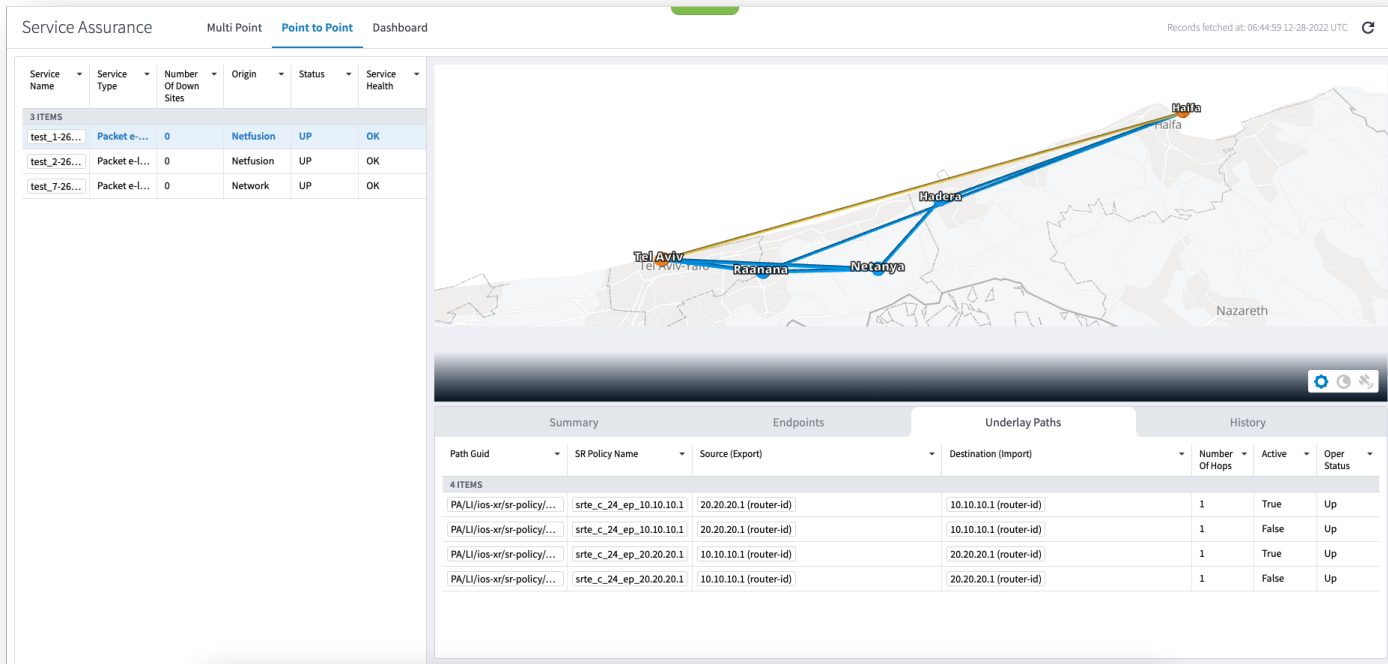 Service Assurance Multi Point Point to Point Dashboard Records fetched at: 06:44:59 12-28-2022 UTC
Service Name Service Type Number Of Down Sites Origin Status Service Health
3 ITEMS
test_1-26... Packet e-... 0 Netfusion UP OK
test_2-26... Packet e-l... 0 Netfusion UP OK
test_7-26... Packet e-l... 0 Network UP OK
Haifa
Haifa
Hadera
Tel Aviv
Tel Aviv-Yafo
Raanana
Netanya
Nazareth
Summary Endpoints Underlay Paths History
Path Guid SR Policy Name Source (Export) Destination (Import) Number Of Hops Active Oper Status
4 ITEMS
PA/LI/ios-xr/sr-policy/... srte_c_24_ep_10.10.10.1 20.20.20.1 (router-id) 10.10.10.1 (router-id) 1 True Up
PA/LI/ios-xr/sr-policy/... srte_c_24_ep_10.10.10.1 20.20.20.1 (router-id) 10.10.10.1 (router-id) 1 False Up
PA/LI/ios-xr/sr-policy/... srte_c_24_ep_20.20.20.1 10.10.10.1 (router-id) 20.20.20.1 (router-id) 1 True Up
PA/LI/ios-xr/sr-policy/... srte_c_24_ep_20.20.20.1 10.10.10.1 (router-id) 20.20.20.1 (router-id) 1 False Up